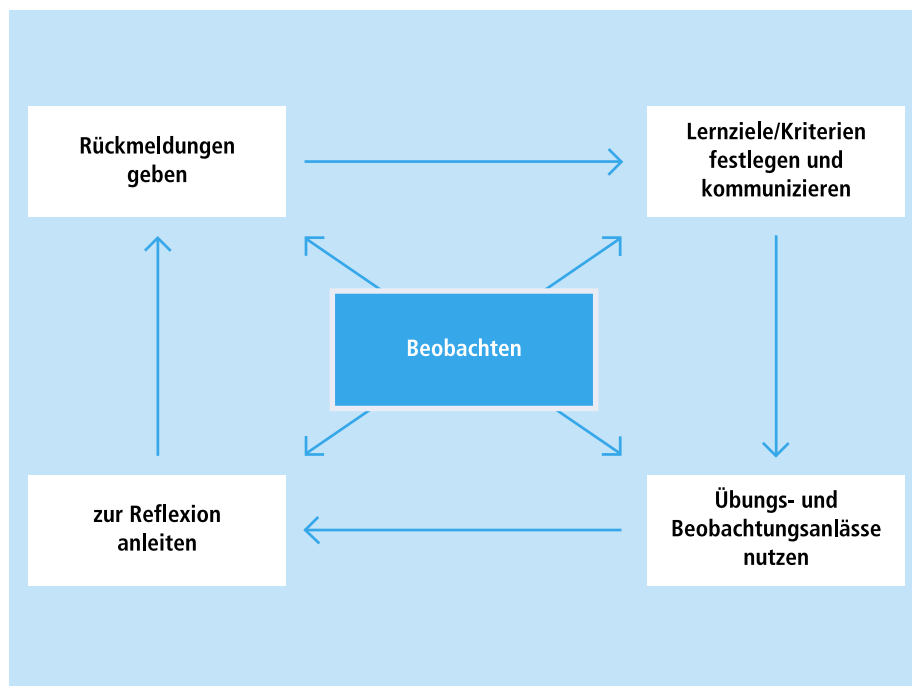 Rückmeldungen
geben
Lernziele/Kriterien
festlegen und
kommunizieren
Beobachten
zur Reflexion
anleiten
Übungs- und
Beobachtungsanlässe
nutzen